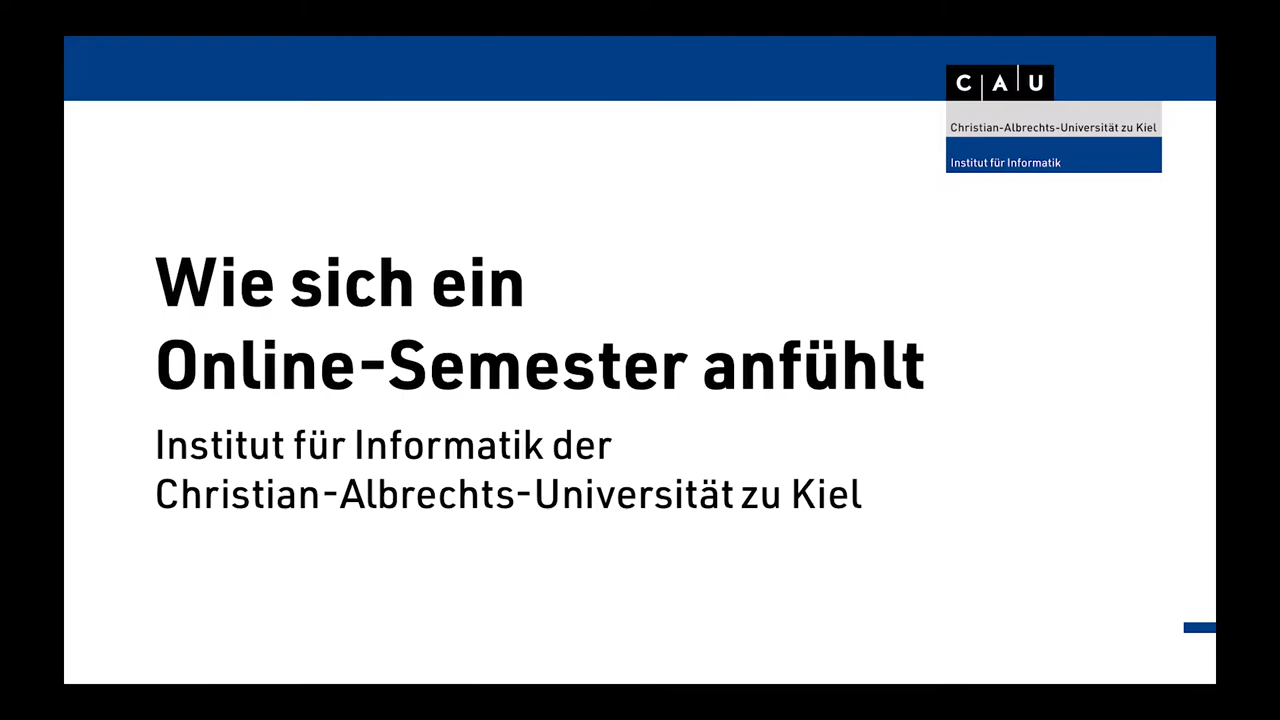 C A U
Christian-Albrechts-Universität zu Kiel
Institut für Informatik
Wie sich ein
Online-Semester anfühlt
Institut für Informatik der
Christian-Albrechts-Universität zu Kiel